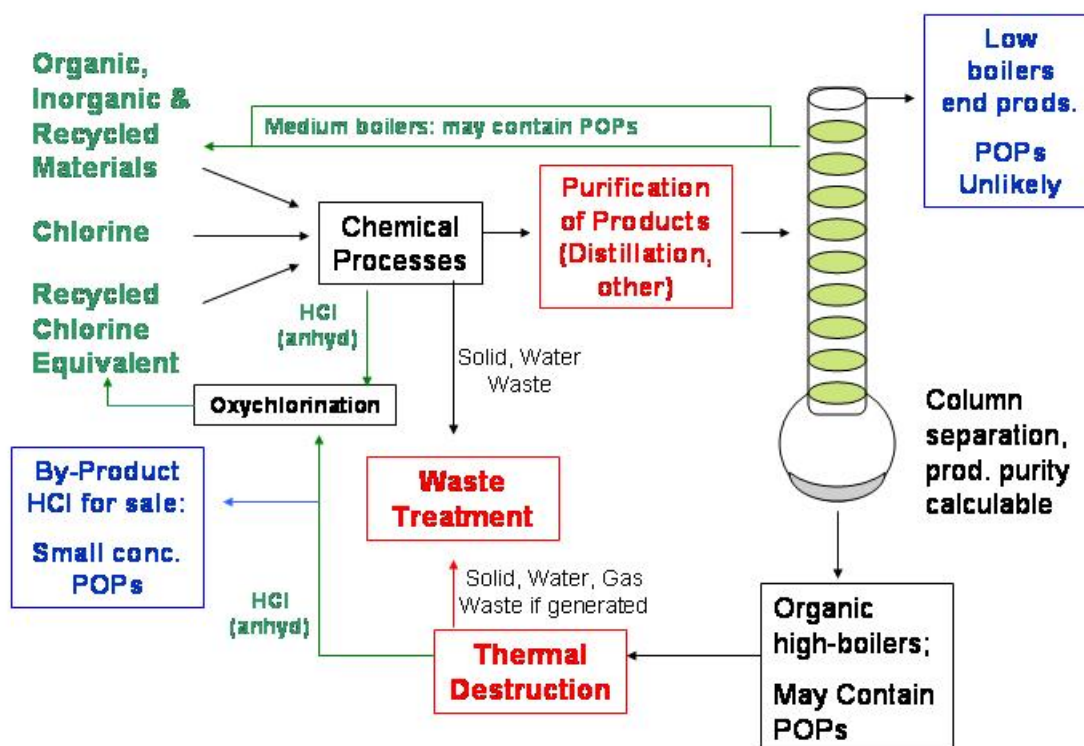 Organic,
Inorganic &
Recycled
Materials
Chlorine
Recycled
Chlorine
Equivalent
Medium boilers: may contain POPs
Chemical
Processes
Purification
of Products
(Distillation,
other)
Low
boilers
end prods.
POPs
Unlikely
HCl
(anhyd)
Solid, Water
Waste
Oxychlorination
By-Product
HCl for sale:
Small conc.
POPs
Waste
Treatment
Column
separation,
prod. purity
calculable
HCl
(anhyd)
Solid, Water, Gas
Waste if generated
Thermal
Destruction
Organic
high-boilers;
May Contain
POPs